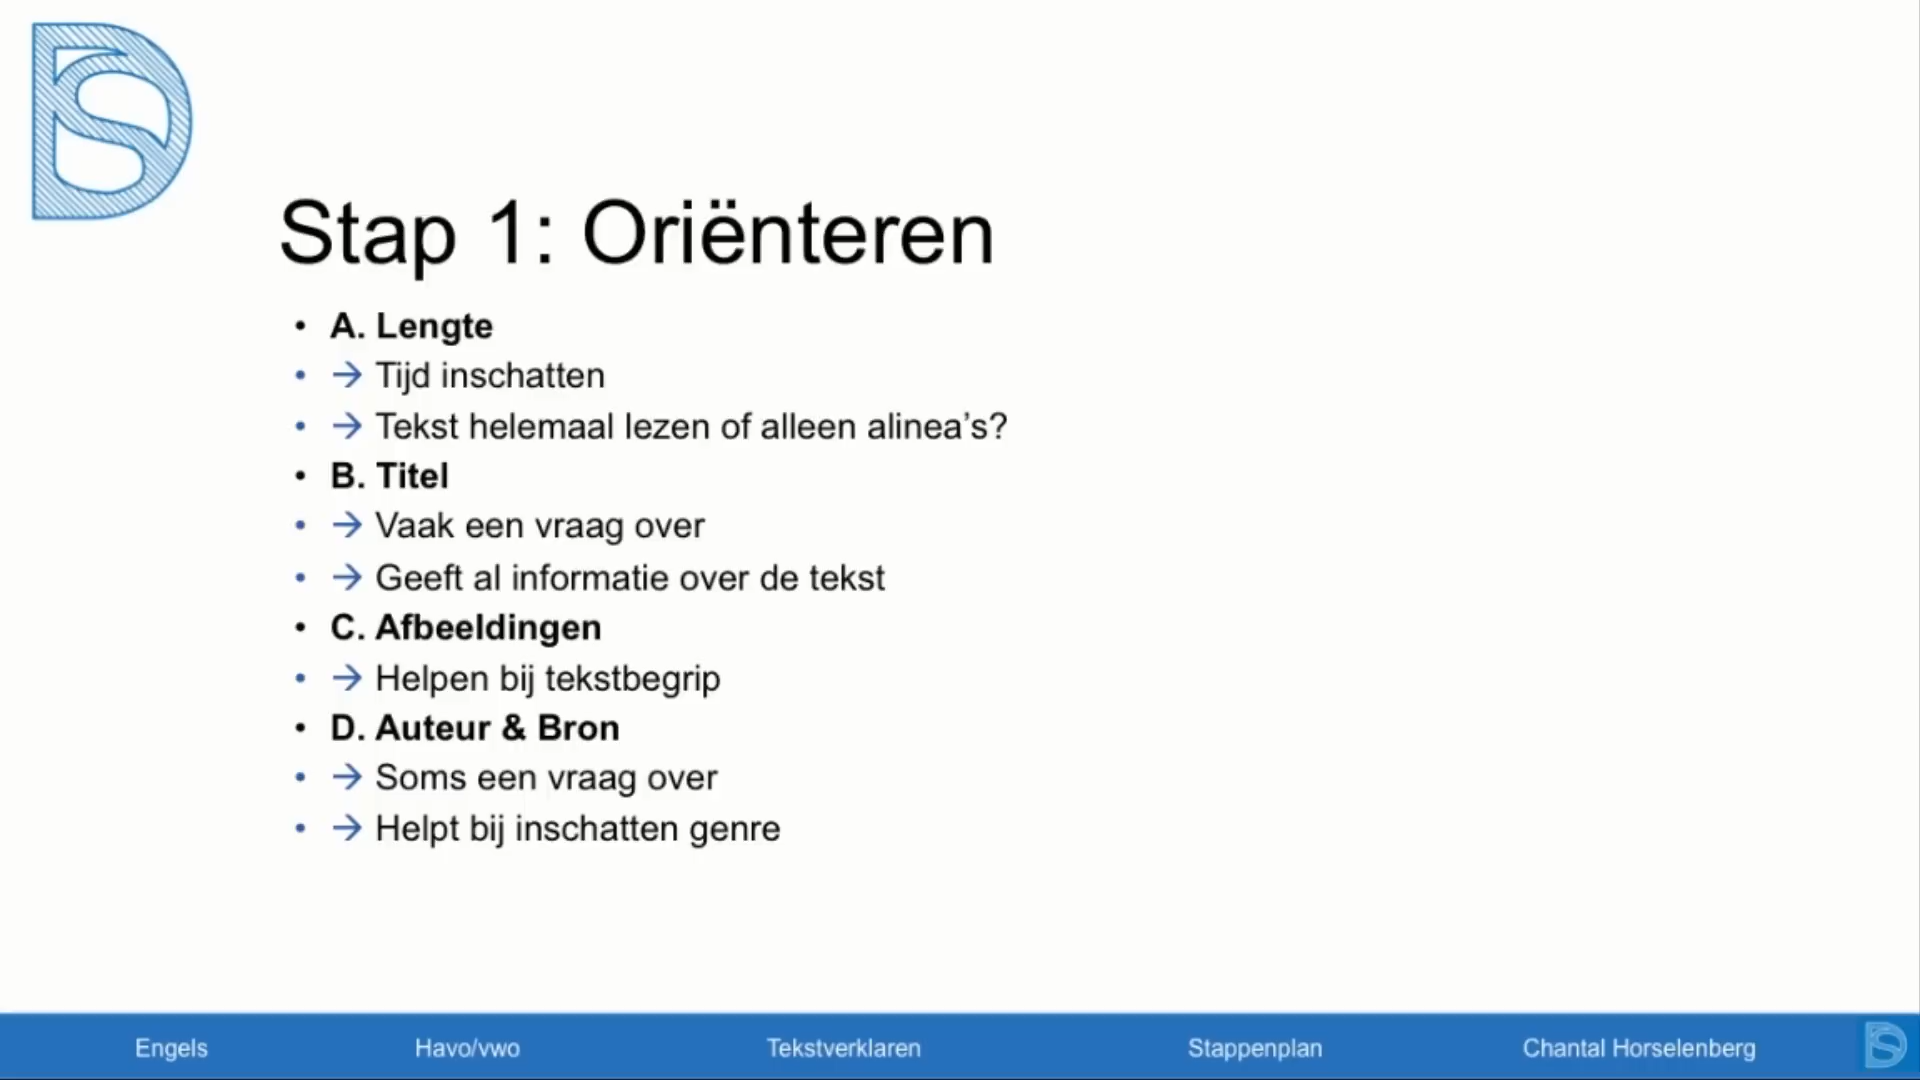 Stap 1: Oriënteren
• A. Lengte
• → Tijd inschatten
• → Tekst helemaal lezen of alleen alinea’s?
• B. Titel
• → Vaak een vraag over
• → Geeft al informatie over de tekst
• C. Afbeeldingen
• → Helpen bij tekstbegrip
• D. Auteur & Bron
• → Soms een vraag over
• → Helpt bij inschatten genre
Engels Havo/vwo Tekstverklaren Stappenplan Chantal Horselenberg